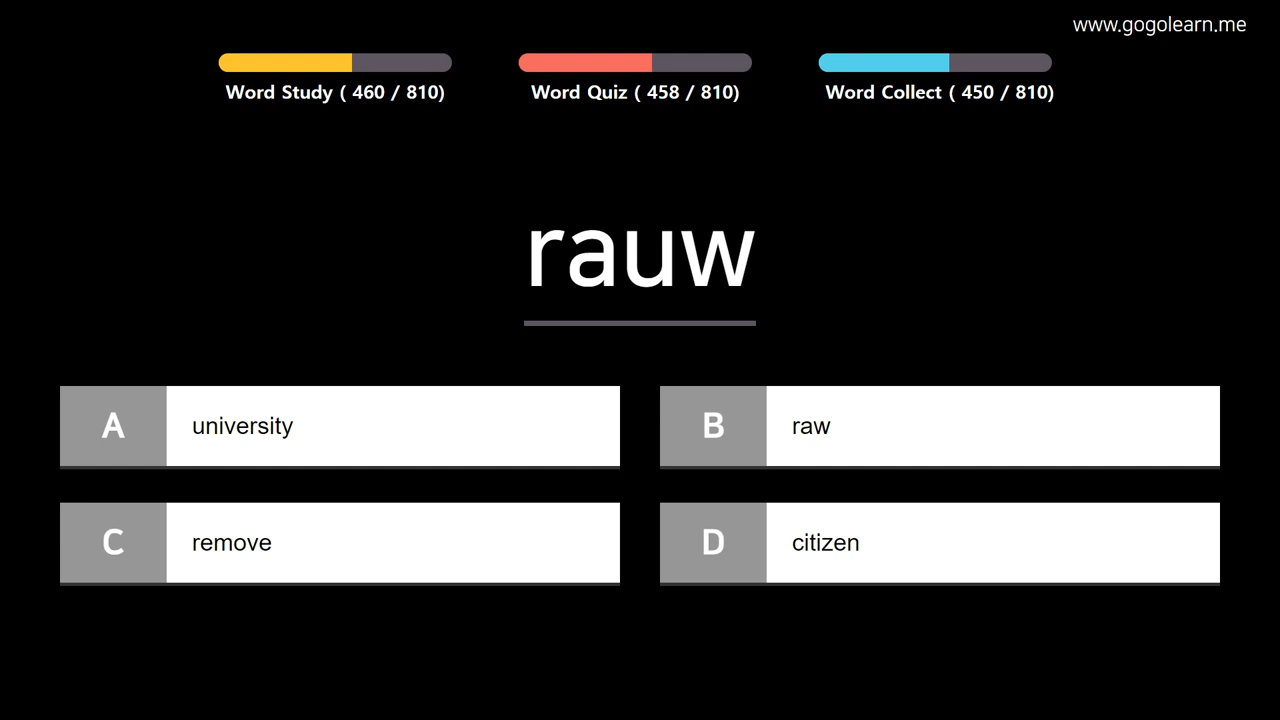 www.gogolearn.me
Word Study ( 460 / 810)
Word Quiz ( 458 / 810)
Word Collect ( 450 / 810)
rauw
A university
B raw
C remove
D citizen